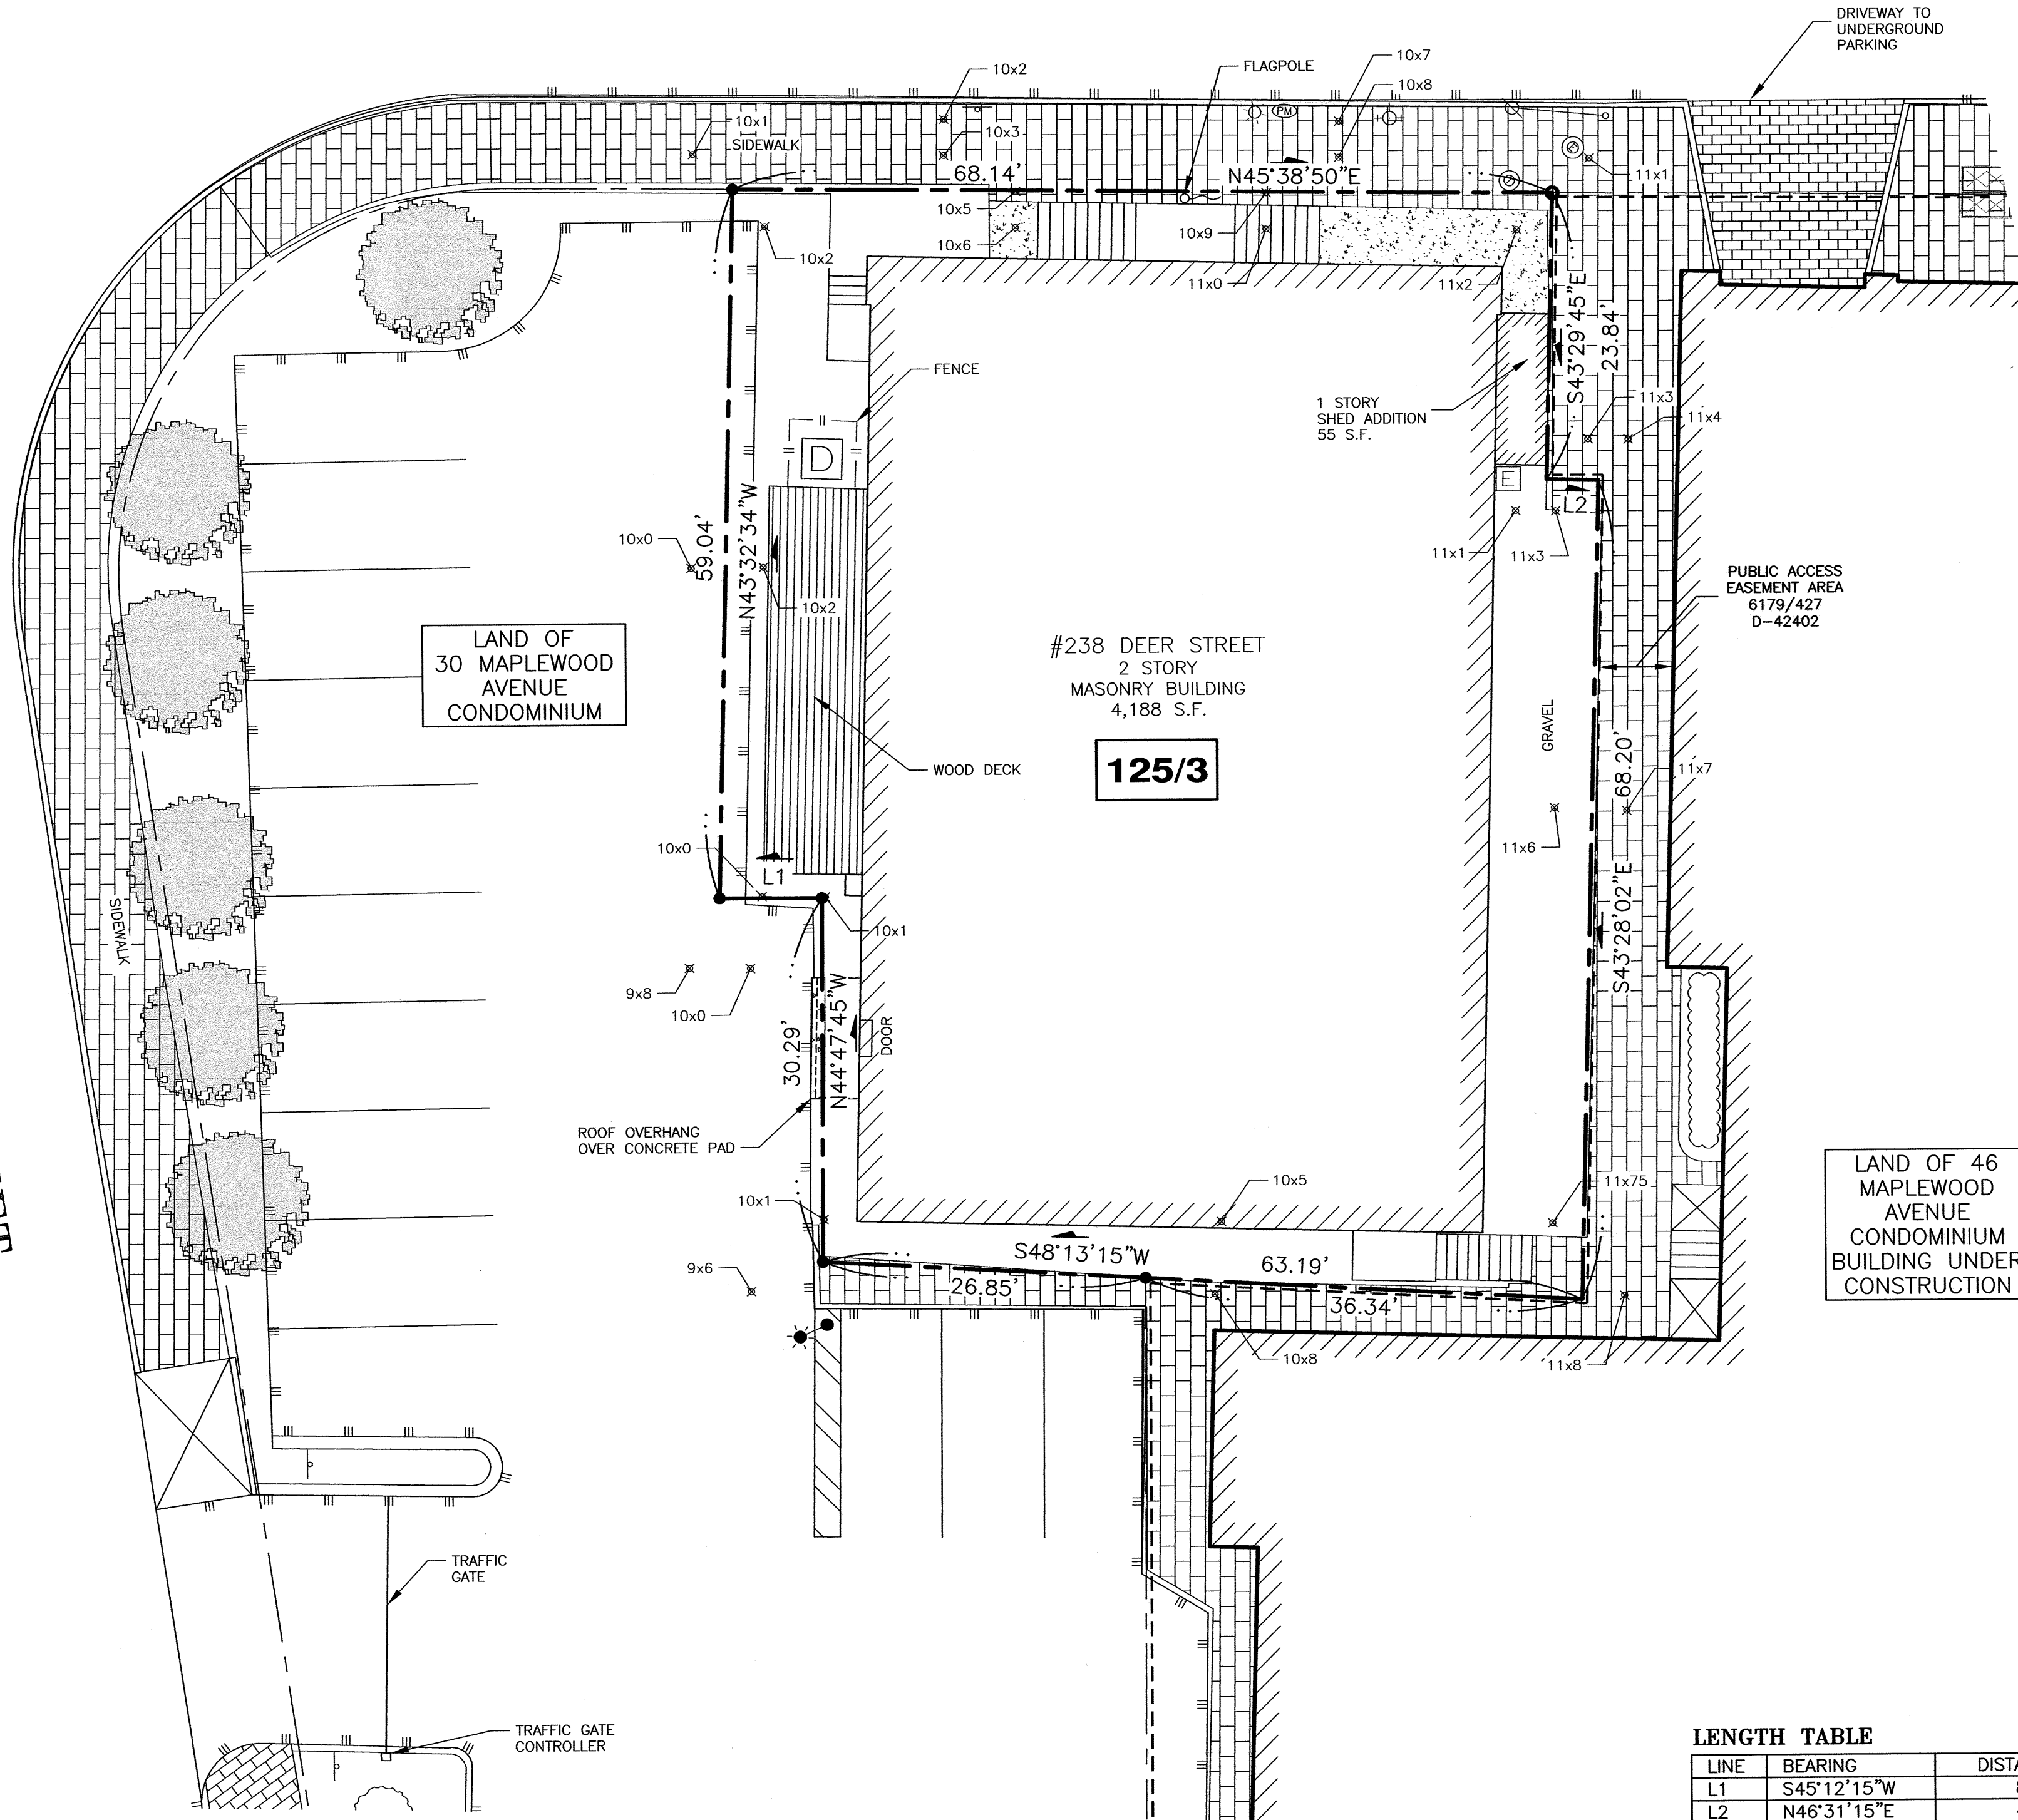 DRIVEWAY TO
UNDERGROUND
PARKING
10x7
10x2
FLAGPOLE
10x8
10x1
10x3
PM
SIDEWALK
68.14'
N45°38'50"E
11x1
10x5
10x6
10x9
10x2
11x0
11x2
S43°29'45"E
23.84'
FENCE
1 STORY
SHED ADDITION
55 S.F.
11x3
11x4
D
E
L2
59.04'
N43°32'34"W
10x0
10x2
11x1
11x3
PUBLIC ACCESS
EASEMENT AREA
6179/427
D-42402
LAND OF
30 MAPLEWOOD
AVENUE
CONDOMINIUM
#238 DEER STREET
2 STORY
MASONRY BUILDING
4,188 S.F.
125/3
GRAVEL
WOOD DECK
68.20'
S43°28'02"E
11x7
11x6
10x0
L1
10x1
SIDEWALK
9x8
10x0
30.29'
N44°47'45"W
DOOR
ROOF OVERHANG
OVER CONCRETE PAD
10x1
10x5
11x75
LAND OF 46
MAPLEWOOD
AVENUE
CONDOMINIUM
BUILDING UNDER
CONSTRUCTION
S48°13'15"W
63.19'
9x6
26.85'
36.34'
10x8
11x8
TRAFFIC
GATE
TRAFFIC GATE
CONTROLLER
LENGTH TABLE
LINE BEARING
L1 S45°12'15"W
L2 N46°31'15"E